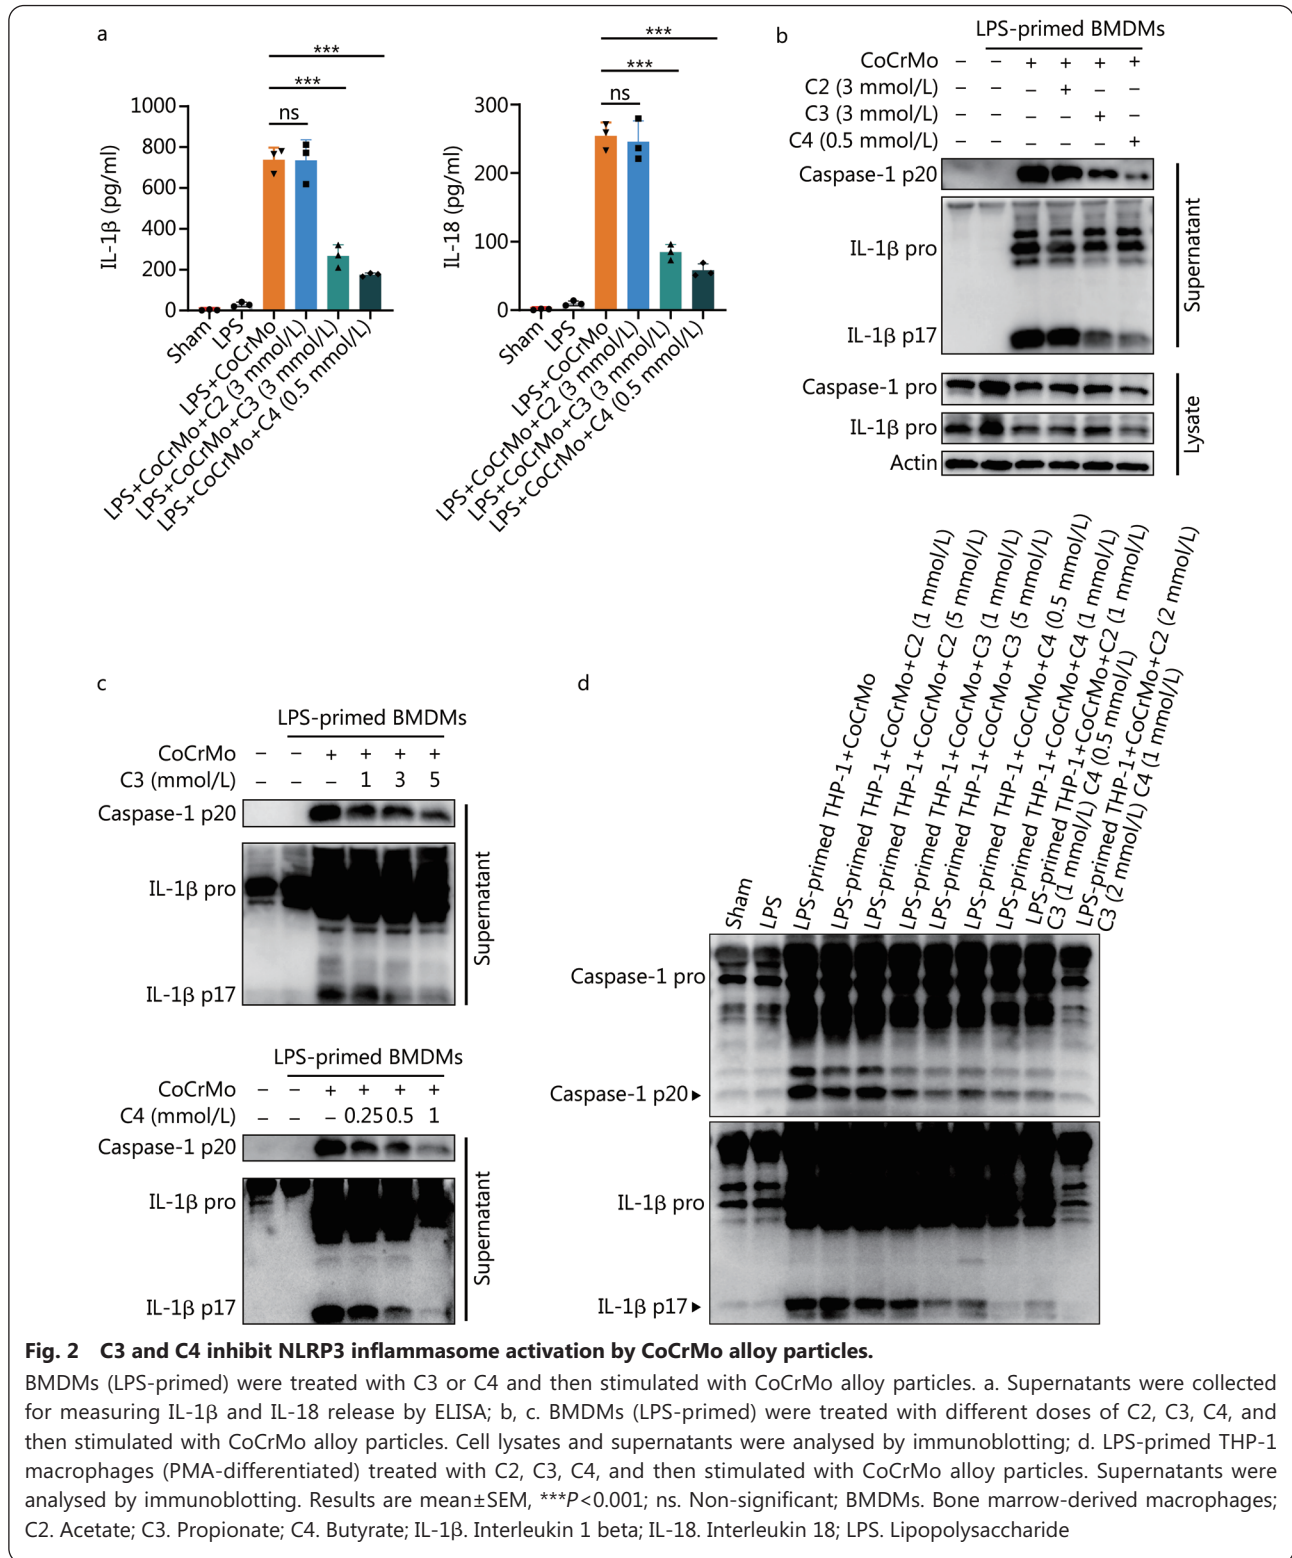 a
***
***
ns
1000
800
600
400
200
0
IL-1β (pg/ml)
Sham
LPS
LPS+CoCrMo
LPS+CoCrMo+C2 (3 mmol/L)
LPS+CoCrMo+C3 (3 mmol/L)
LPS+CoCrMo+C4 (0.5 mmol/L)
***
***
ns
300
200
100
0
IL-18 (pg/ml)
Sham
LPS
LPS+CoCrMo
LPS+CoCrMo+C2 (3 mmol/L)
LPS+CoCrMo+C3 (3 mmol/L)
LPS+CoCrMo+C4 (0.5 mmol/L)
b
LPS-primed BMDMs
CoCrMo – – + + + +
C2 (3 mmol/L) – – – + – –
C3 (3 mmol/L) – – – – + –
C4 (0.5 mmol/L) – – – – – +
Caspase-1 p20
IL-1β pro
IL-1β p17
Supernatant
Caspase-1 pro
IL-1β pro
Actin
Lysate
c
LPS-primed BMDMs
CoCrMo – – + + + +
C3 (mmol/L) – – – 1 3 5
Caspase-1 p20
IL-1β pro
IL-1β p17
Supernatant
LPS-primed BMDMs
CoCrMo – – + + + +
C4 (mmol/L) – – – 0.25 0.5 1
Caspase-1 p20
IL-1β pro
IL-1β p17
Supernatant
d
Sham
LPS
LPS-primed THP-1+CoCrMo
LPS-primed THP-1+CoCrMo+C2 (1 mmol/L)
LPS-primed THP-1+CoCrMo+C2 (5 mmol/L)
LPS-primed THP-1+CoCrMo+C3 (1 mmol/L)
LPS-primed THP-1+CoCrMo+C3 (5 mmol/L)
LPS-primed THP-1+CoCrMo+C4 (0.5 mmol/L)
LPS-primed THP-1+CoCrMo+C4 (1 mmol/L)
LPS-primed THP-1+CoCrMo+C2 (1 mmol/L)
C3 (1 mmol/L) C4 (0.5 mmol/L)
LPS-primed THP-1+CoCrMo+C2 (2 mmol/L)
C3 (2 mmol/L) C4 (1 mmol/L)
Caspase-1 pro
Caspase-1 p20
IL-1β pro
IL-1β p17
Fig. 2 C3 and C4 inhibit NLRP3 inflammasome activation by CoCrMo alloy particles.
BMDMs (LPS-primed) were treated with C3 or C4 and then stimulated with CoCrMo alloy particles. a. Supernatants were collected
for measuring IL-1β and IL-18 release by ELISA; b, c. BMDMs (LPS-primed) were treated with different doses of C2, C3, C4, and
then stimulated with CoCrMo alloy particles. Cell lysates and supernatants were analysed by immunoblotting; d. LPS-primed THP-1
macrophages (PMA-differentiated) treated with C2, C3, C4, and then stimulated with CoCrMo alloy particles. Supernatants were
analysed by immunoblotting. Results are mean±SEM, ***P<0.001; ns. Non-significant; BMDMs. Bone marrow-derived macrophages;
C2. Acetate; C3. Propionate; C4. Butyrate; IL-1β. Interleukin 1 beta; IL-18. Interleukin 18; LPS. Lipopolysaccharide